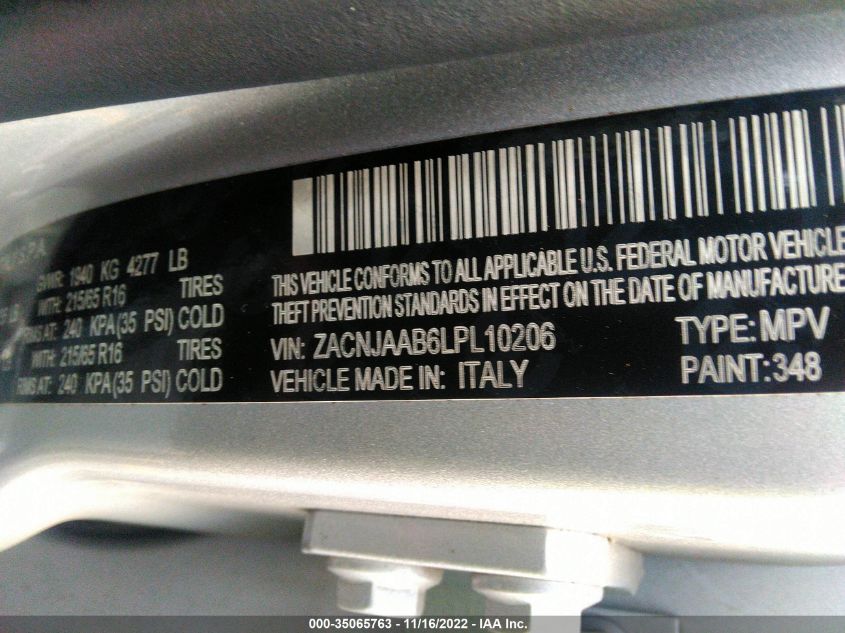 GVWR: 1940 KG 4277 LB
WITH: 215/65 R16 TIRES
RIMS AT: 240 KPA(35 PSI) COLD
WITH: 215/65 R16 TIRES
RIMS AT: 240 KPA(35 PSI) COLD
THIS VEHICLE CONFORMS TO ALL APPLICABLE U.S. FEDERAL MOTOR VEHICLE
THEFT PREVENTION STANDARDS IN EFFECT ON THE DATE OF MANUFACTURE
VIN: ZACNJAAB6LPL10206 TYPE: MPV
VEHICLE MADE IN: ITALY PAINT: 348
000-35065763 - 11/16/2022 - IAA Inc.